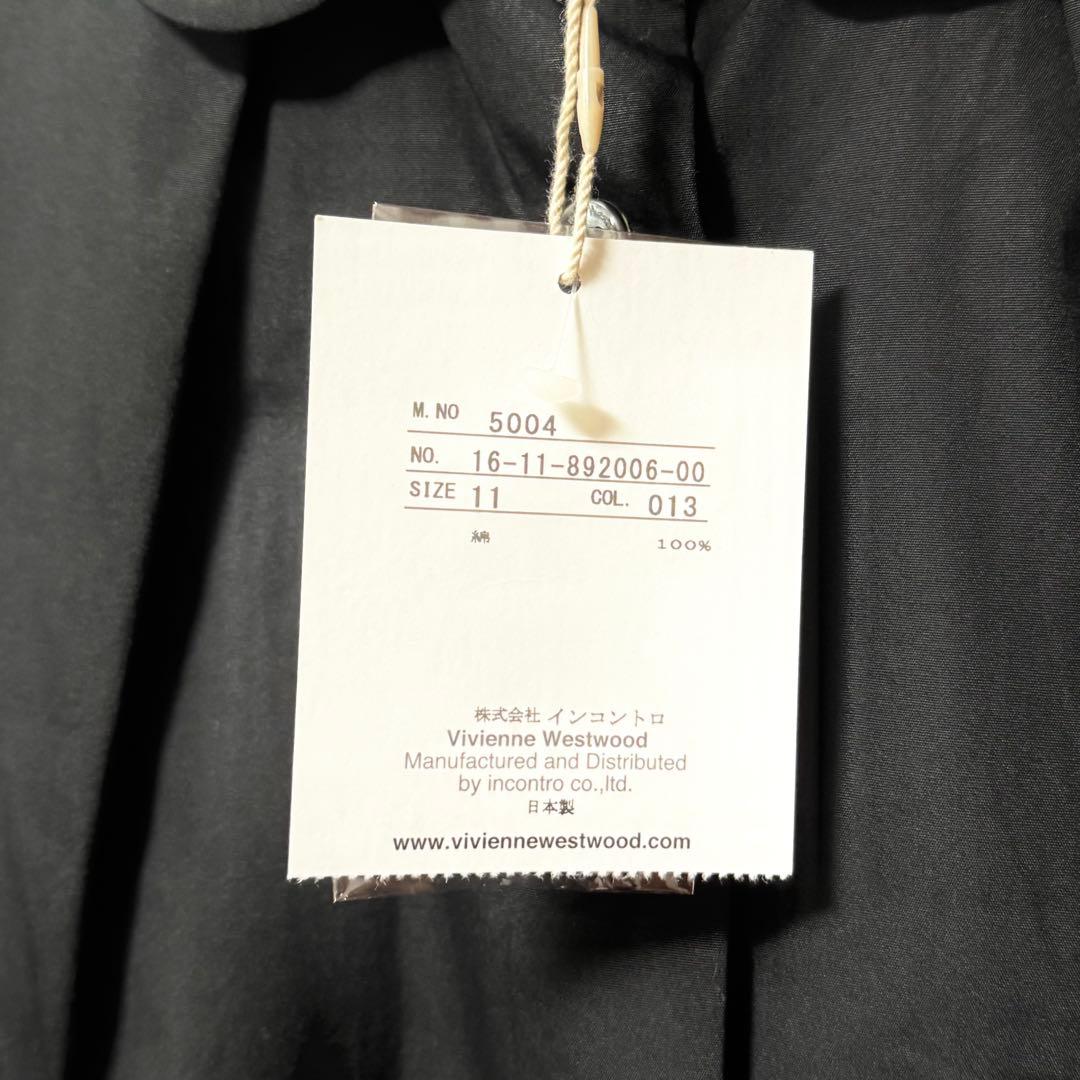 M. NO 5004
NO. 16-11-892006-00
SIZE 11 COL. 013
綿 100%
株式会社 インコントロ
Vivienne Westwood
Manufactured and Distributed
by incontro co.,ltd.
日本製
www.viviennewestwood.com